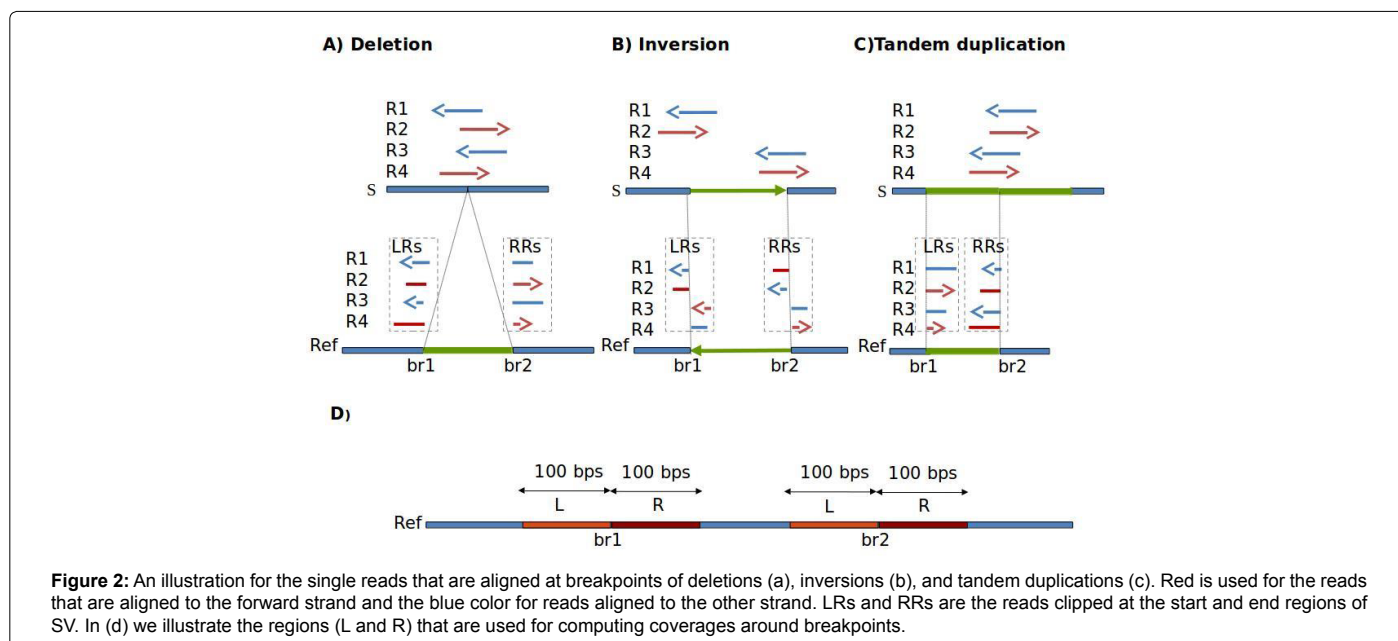 A) Deletion
B) Inversion
C)Tandem duplication
R1
R2
R3
R4
S
LRs
RRs
R1
R2
R3
R4
Ref
br1
br2
R1
R2
R3
R4
S
LRs
RRs
R1
R2
R3
R4
Ref
br1
br2
R1
R2
R3
R4
S
LRs
RRs
R1
R2
R3
R4
Ref
br1
br2
D)
100 bps
100 bps
100 bps
100 bps
L
R
L
R
Ref
br1
br2
Figure 2: An illustration for the single reads that are aligned at breakpoints of deletions (a), inversions (b), and tandem duplications (c). Red is used for the reads
that are aligned to the forward strand and the blue color for reads aligned to the other strand. LRs and RRs are the reads clipped at the start and end regions of
SV. In (d) we illustrate the regions (L and R) that are used for computing coverages around breakpoints.